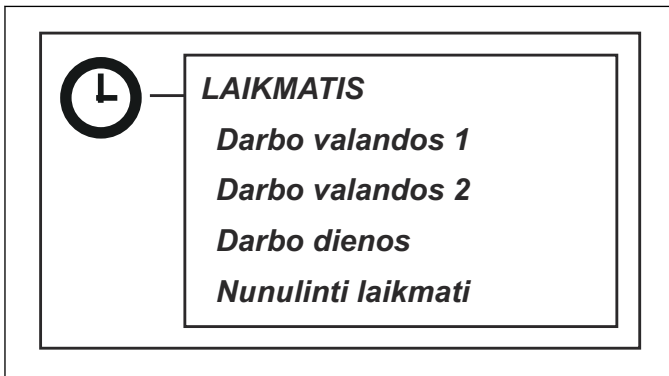 LAIKMATIS
Darbo valandos 1
Darbo valandos 2
Darbo dienos
Nunulinti laikmati